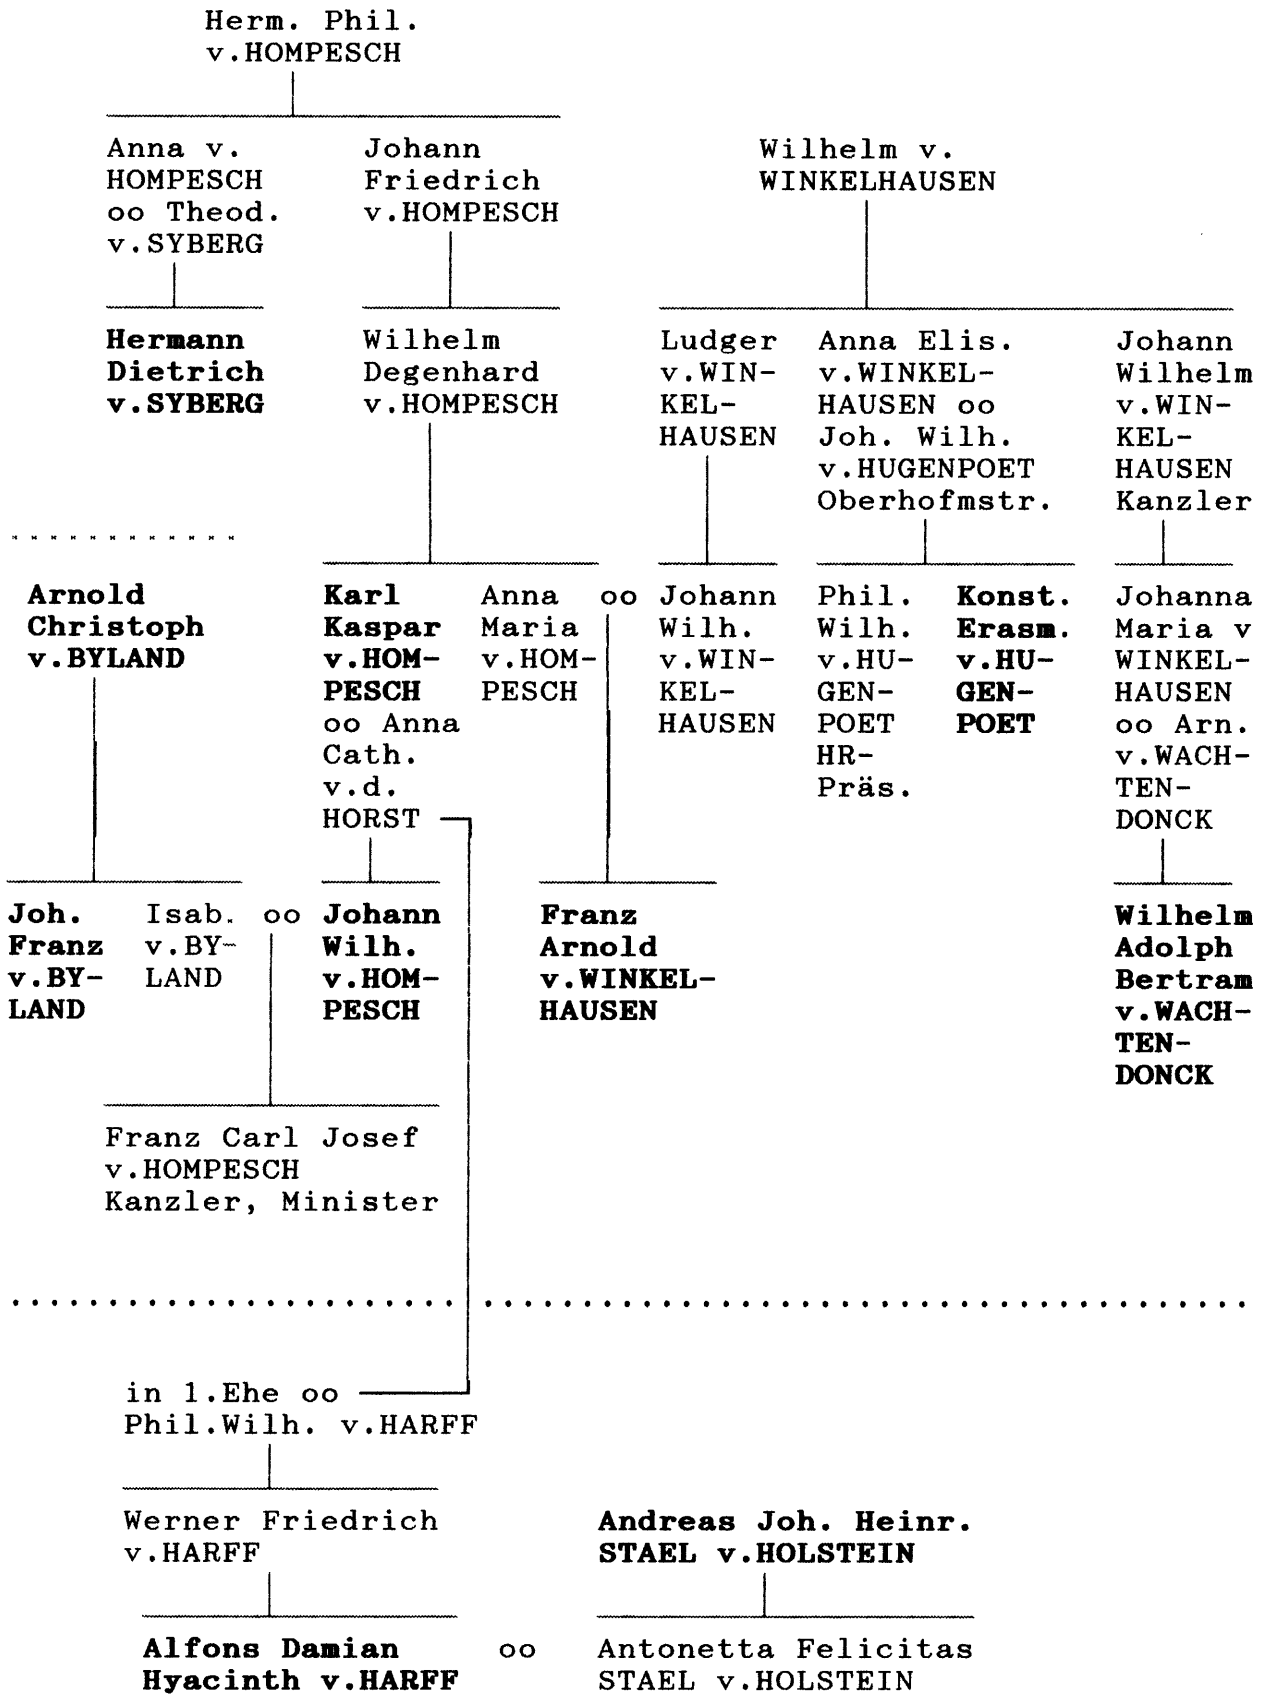 Herm. Phil.
v.HOMPESCH
Anna v.
HOMPESCH
oo Theod.
v.SYBERG
Johann
Friedrich
v.HOMPESCH
Wilhelm v.
WINKELHAUSEN
Hermann
Dietrich
v.SYBERG
Wilhelm
Degenhard
v.HOMPESCH
Ludger
v.WIN-
KEL-
HAUSEN
Anna Elis.
v.WINKEL-
HAUSEN oo
Joh. Wilh.
v.HUGENPOET
Oberhofmstr.
Johann
Wilhelm
v.WIN-
KEL-
HAUSEN
Kanzler
Arnold
Christoph
v.BYLAND
Karl
Kaspar
v.HOM-
PESCH
oo Anna
Cath.
v.d.
HORST
Anna
Maria
v.HOM-
PESCH
oo
Johann
Wilh.
v.WIN-
KEL-
HAUSEN
Phil.
Wilh.
v.HU-
GEN-
POET
HR-
Präs.
Konst.
Erasm.
v.HU-
GEN-
POET
Johanna
Maria v
WINKEL-
HAUSEN
oo Arn.
v.WACH-
TEN-
DONCK
Joh.
Franz
v.BY-
LAND
Isab.
v.BY-
LAND
oo
Johann
Wilh.
v.HOM-
PESCH
Franz
Arnold
v.WINKEL-
HAUSEN
Wilhelm
Adolph
Bertram
v.WACH-
TEN-
DONCK
Franz Carl Josef
v.HOMPESCH
Kanzler, Minister
in 1.Ehe oo
Phil.Wilh. v.HARFF
Werner Friedrich
v.HARFF
Andreas Joh. Heinr.
STAEL v.HOLSTEIN
Alfons Damian
Hyacinth v.HARFF
oo
Antonetta Felicitas
STAEL v.HOLSTEIN